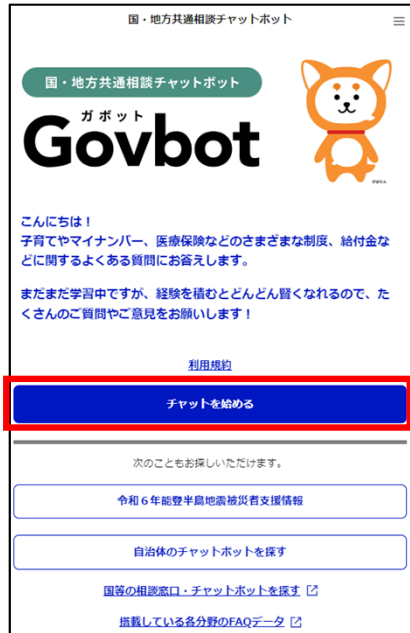 国・地方共通相談チャットボット
国・地方共通相談チャットボット
ガボット
Govbot
こんにちは！
子育てやマイナンバー、医療保険などのさまざまな制度、給付金な
どに関するよくある質問にお答えします。
まだまだ学習中ですが、経験を積むとどんどん賢くなれるので、た
くさんのご質問やご意見をお願いします！
利用規約
チャットを始める
次のこともお探しいただけます。
令和６年能登半島地震被災者支援情報
自治体のチャットボットを探す
国等の相談窓口・チャットボットを探す
搭載している各分野のFAQデータ